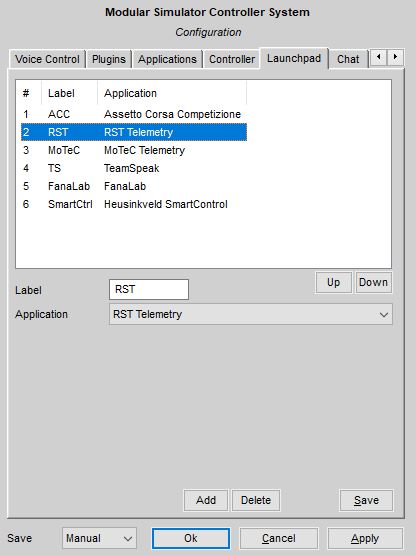 Modular Simulator Controller System
Configuration
Voice Control Plugins Applications Controller Launchpad Chat
# Label Application
1 ACC Assetto Corsa Competizione
2 RST RST Telemetry
3 MoTeC MoTeC Telemetry
4 TS TeamSpeak
5 FanaLab FanaLab
6 SmartCtrl Heusinkveld SmartControl
Up Down
Label RST
Application RST Telemetry
Add Delete Save
Save Manual Ok Cancel Apply